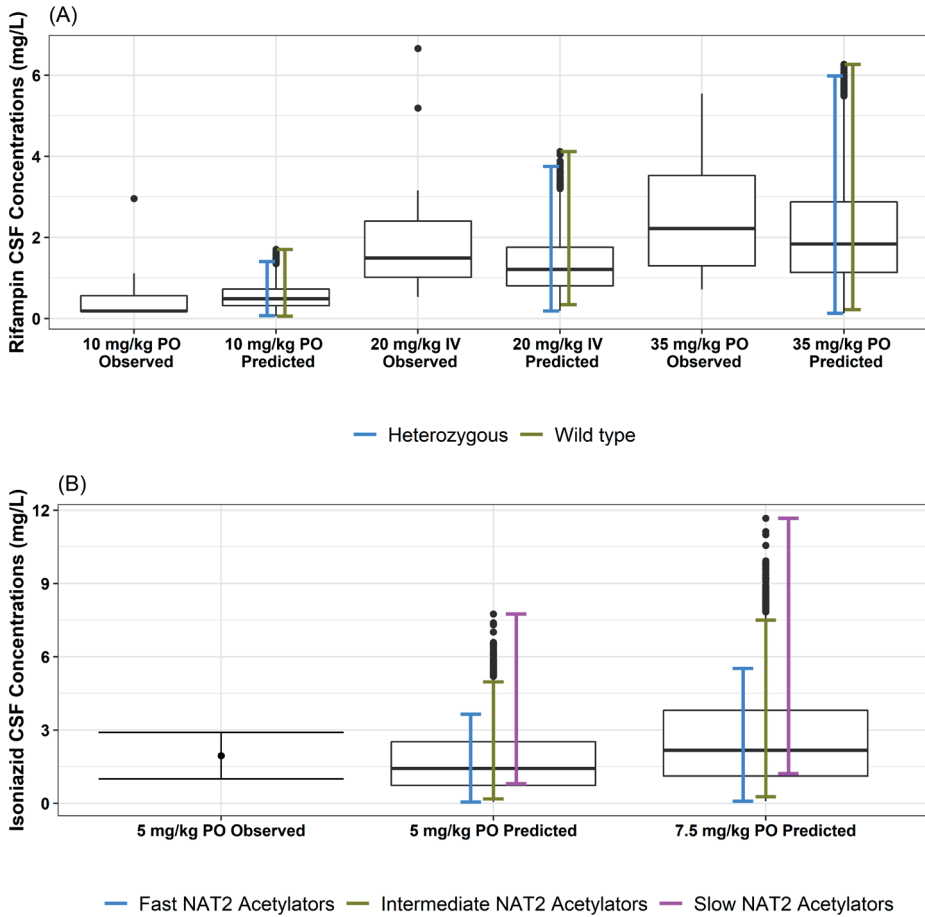 (A)
Rifampin CSF Concentrations (mg/L)
6
4
2
0
10 mg/kg PO 10 mg/kg PO 20 mg/kg IV 20 mg/kg IV 35 mg/kg PO 35 mg/kg PO
Observed Predicted Observed Predicted Observed Predicted
Heterozygous Wild type
(B)
Isoniazid CSF Concentrations (mg/L)
12
9
6
3
0
5 mg/kg PO Observed 5 mg/kg PO Predicted 7.5 mg/kg PO Predicted
Fast NAT2 Acetylators Intermediate NAT2 Acetylators Slow NAT2 Acetylators